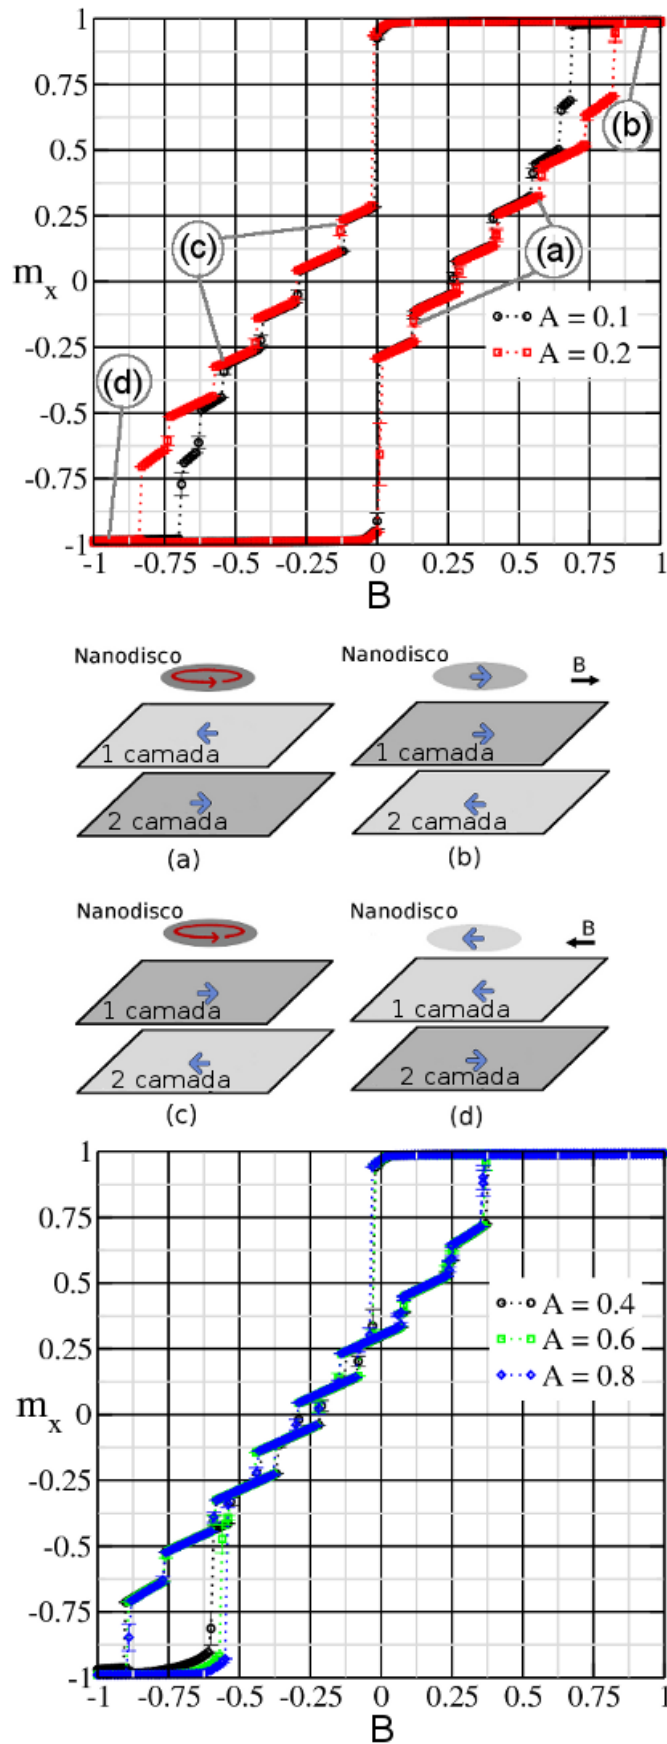 1
0.75
0.5
0.25
m_x 0
-0.25
-0.5
-0.75
-1
(b)
(c)
(a)
(d)
A = 0.1
A = 0.2
-1 -0.75 -0.5 -0.25 0 0.25 0.5 0.75 1
B
Nanodisco Nanodisco B
1 camada 1 camada
2 camada 2 camada
(a) (b)
Nanodisco Nanodisco B
1 camada 1 camada
2 camada 2 camada
(c) (d)
1
0.75
0.5
0.25
m_x 0
-0.25
-0.5
-0.75
-1
A = 0.4
A = 0.6
A = 0.8
-1 -0.75 -0.5 -0.25 0 0.25 0.5 0.75 1
B